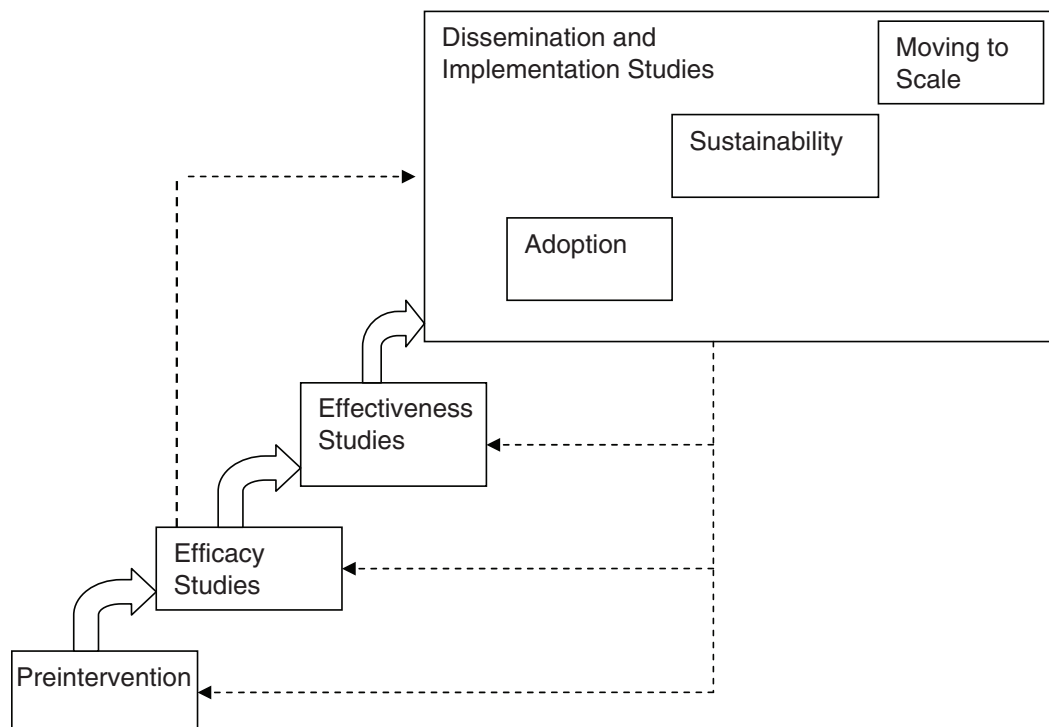 Dissemination and
Implementation Studies
Moving to
Scale
Sustainability
Adoption
Effectiveness
Studies
Efficacy
Studies
Preintervention